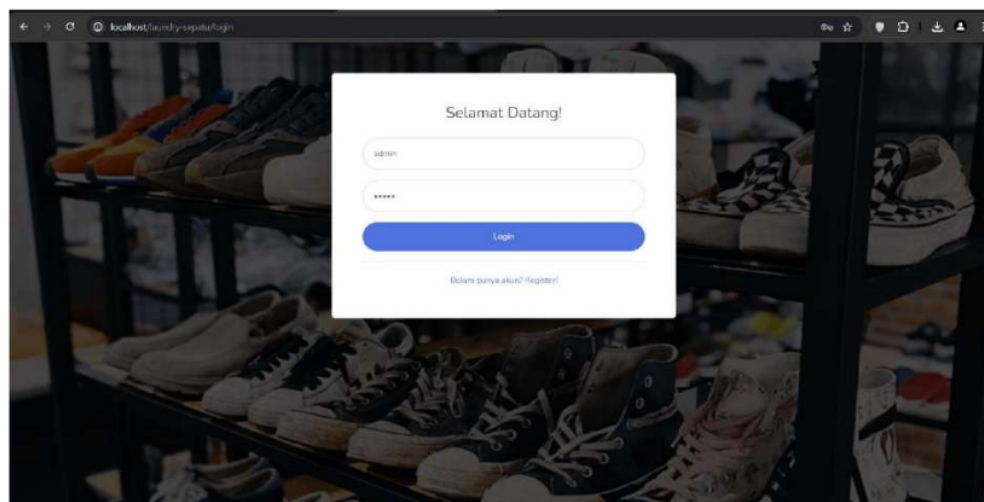 localhost/laundry-sepatu/login
Selamat Datang!
admin
•••••
Login
Belum punya akun? Register!